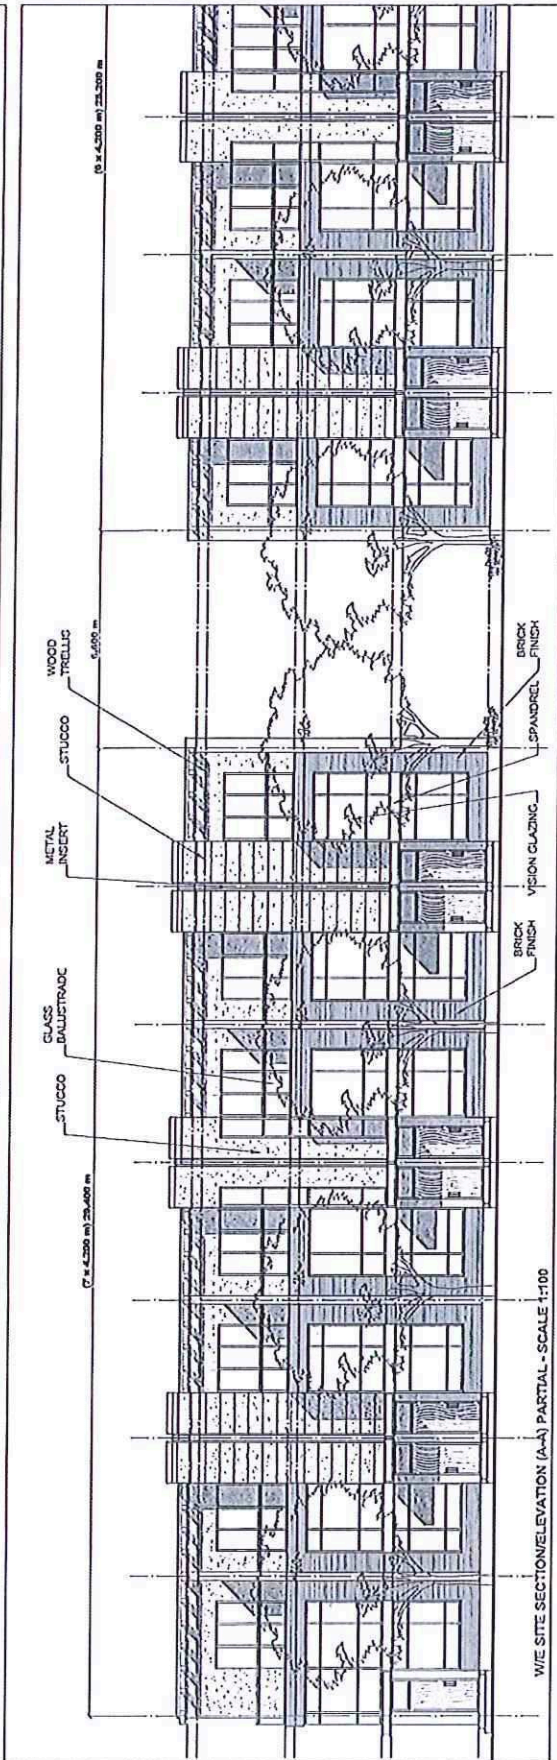 (7 x 4,200 m) 29,400 m
6,600 m
(6 x 4,200 m) 25,200 m
STUCCO
GLASS
BALUSTRADE
METAL
INSERT
STUCCO
WOOD
TRELLIS
BRICK
FINISH
VISION GLAZING
SPANDREL
BRICK
FINISH
W/E SITE SECTION/ELEVATION (A-A) PARTIAL - SCALE 1:100